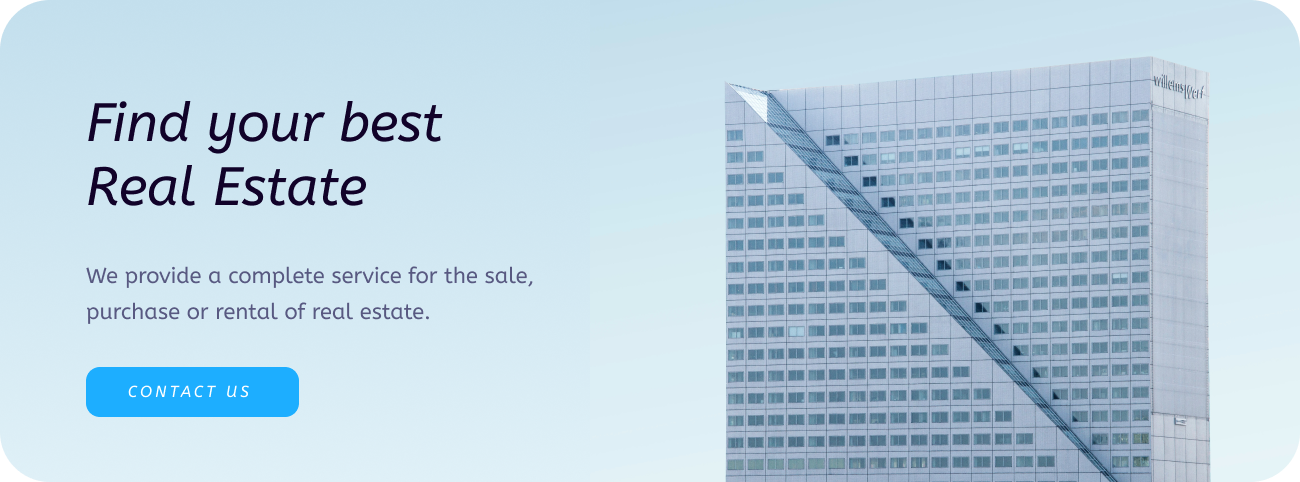 Find your best
Real Estate
We provide a complete service for the sale,
purchase or rental of real estate.
CONTACT US
willemsWerf